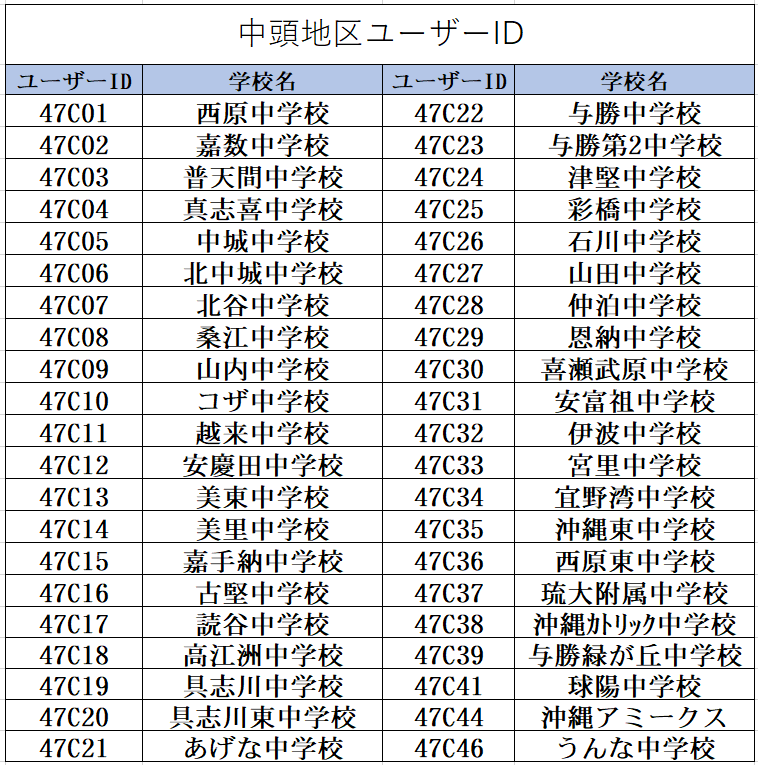 中頭地区ユーザーID
ユーザーID 学校名 ユーザーID 学校名
47C01 西原中学校 47C22 与勝中学校
47C02 嘉数中学校 47C23 与勝第2中学校
47C03 普天間中学校 47C24 津堅中学校
47C04 真志喜中学校 47C25 彩橋中学校
47C05 中城中学校 47C26 石川中学校
47C06 北中城中学校 47C27 山田中学校
47C07 北谷中学校 47C28 仲泊中学校
47C08 桑江中学校 47C29 恩納中学校
47C09 山内中学校 47C30 喜瀬武原中学校
47C10 コザ中学校 47C31 安富祖中学校
47C11 越来中学校 47C32 伊波中学校
47C12 安慶田中学校 47C33 宮里中学校
47C13 美東中学校 47C34 宜野湾中学校
47C14 美里中学校 47C35 沖縄東中学校
47C15 嘉手納中学校 47C36 西原東中学校
47C16 古堅中学校 47C37 琉大附属中学校
47C17 読谷中学校 47C38 沖縄ｶﾄﾘｯｸ中学校
47C18 高江洲中学校 47C39 与勝緑が丘中学校
47C19 具志川中学校 47C41 球陽中学校
47C20 具志川東中学校 47C44 沖縄アミークス
47C21 あげな中学校 47C46 うんな中学校